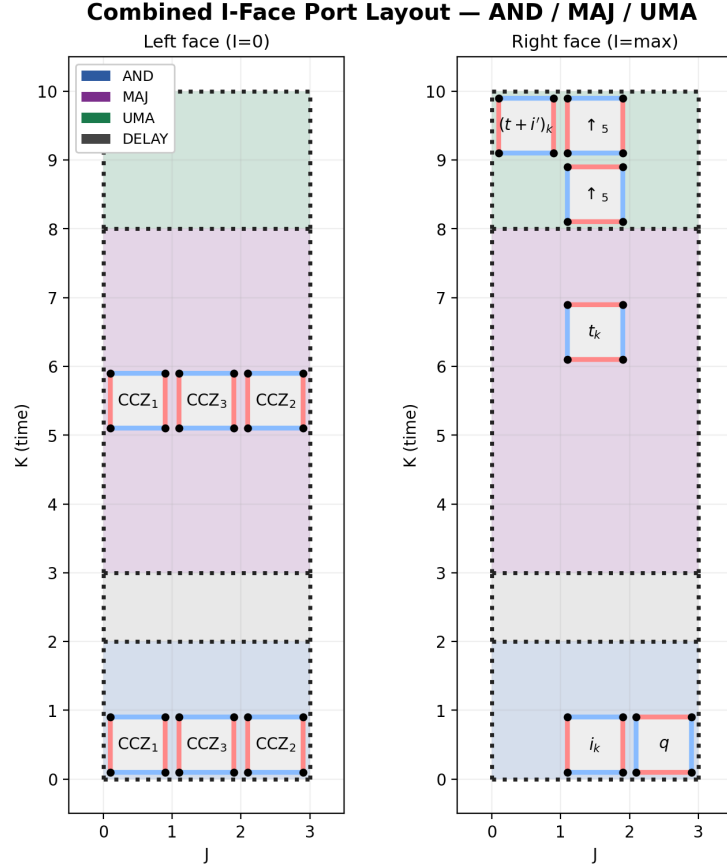 Combined I-Face Port Layout — AND / MAJ / UMA
Left face (I=0)
AND
MAJ
UMA
DELAY
K (time)
10
9
8
7
6
5
4
3
2
1
0
CCZ₁ CCZ₃ CCZ₂
CCZ₁ CCZ₃ CCZ₂
0 1 2 3
J
Right face (I=max)
K (time)
10
9
8
7
6
5
4
3
2
1
0
(t + i′)ₖ ↑₅
↑₅
tₖ
iₖ q
0 1 2 3
J